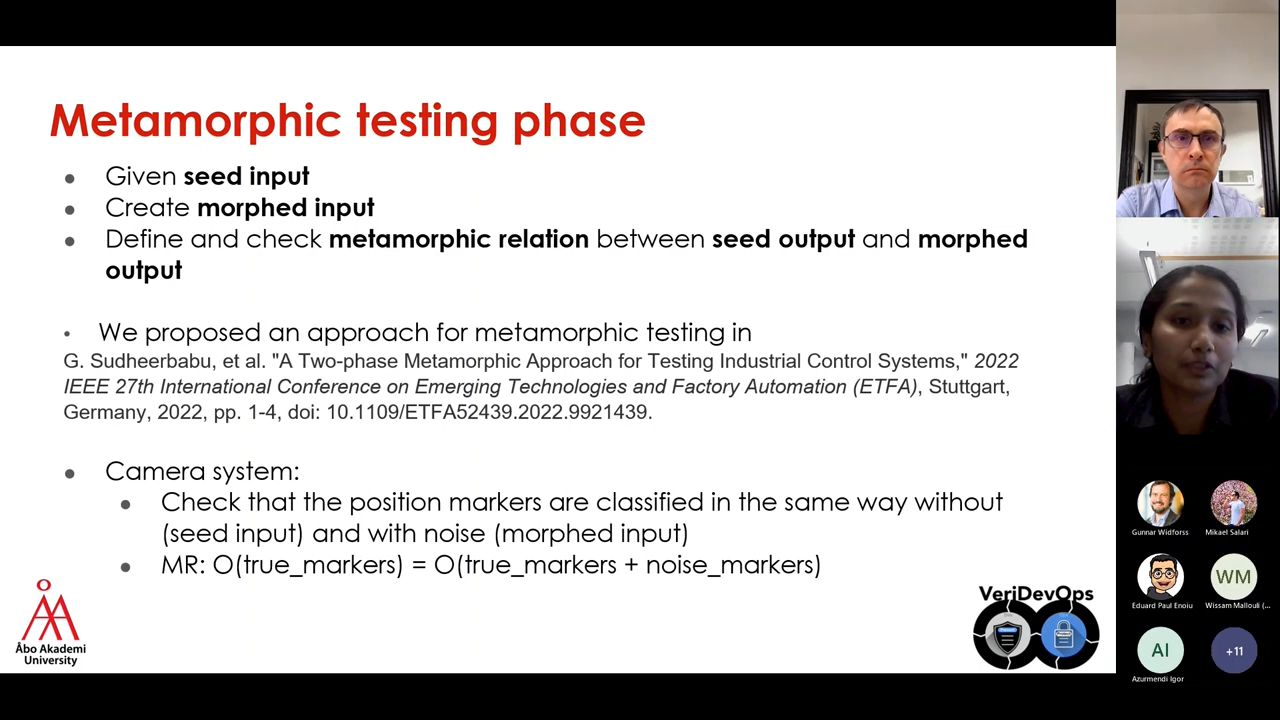 Metamorphic testing phase
Given seed input
Create morphed input
Define and check metamorphic relation between seed output and morphed
output
We proposed an approach for metamorphic testing in
G. Sudheerbabu, et al. "A Two-phase Metamorphic Approach for Testing Industrial Control Systems," 2022
IEEE 27th International Conference on Emerging Technologies and Factory Automation (ETFA), Stuttgart,
Germany, 2022, pp. 1-4, doi: 10.1109/ETFA52439.2022.9921439.
Camera system:
Check that the position markers are classified in the same way without
(seed input) and with noise (morphed input)
MR: O(true_markers) = O(true_markers + noise_markers)
Åbo Akademi
University
VeriDevOps
Gunnar Widforss
Mikael Salari
Eduard Paul Enoiu
WM
Wissam Mallouli (...
AI
Azurmendi Igor
+11